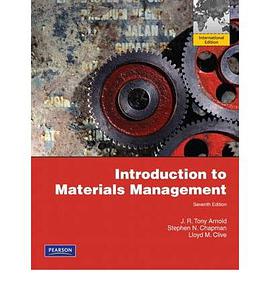 International
Edition
Introduction to
Materials Management
Seventh Edition
J. R. Tony Arnold
Stephen N. Chapman
Lloyd M. Clive
PEARSON